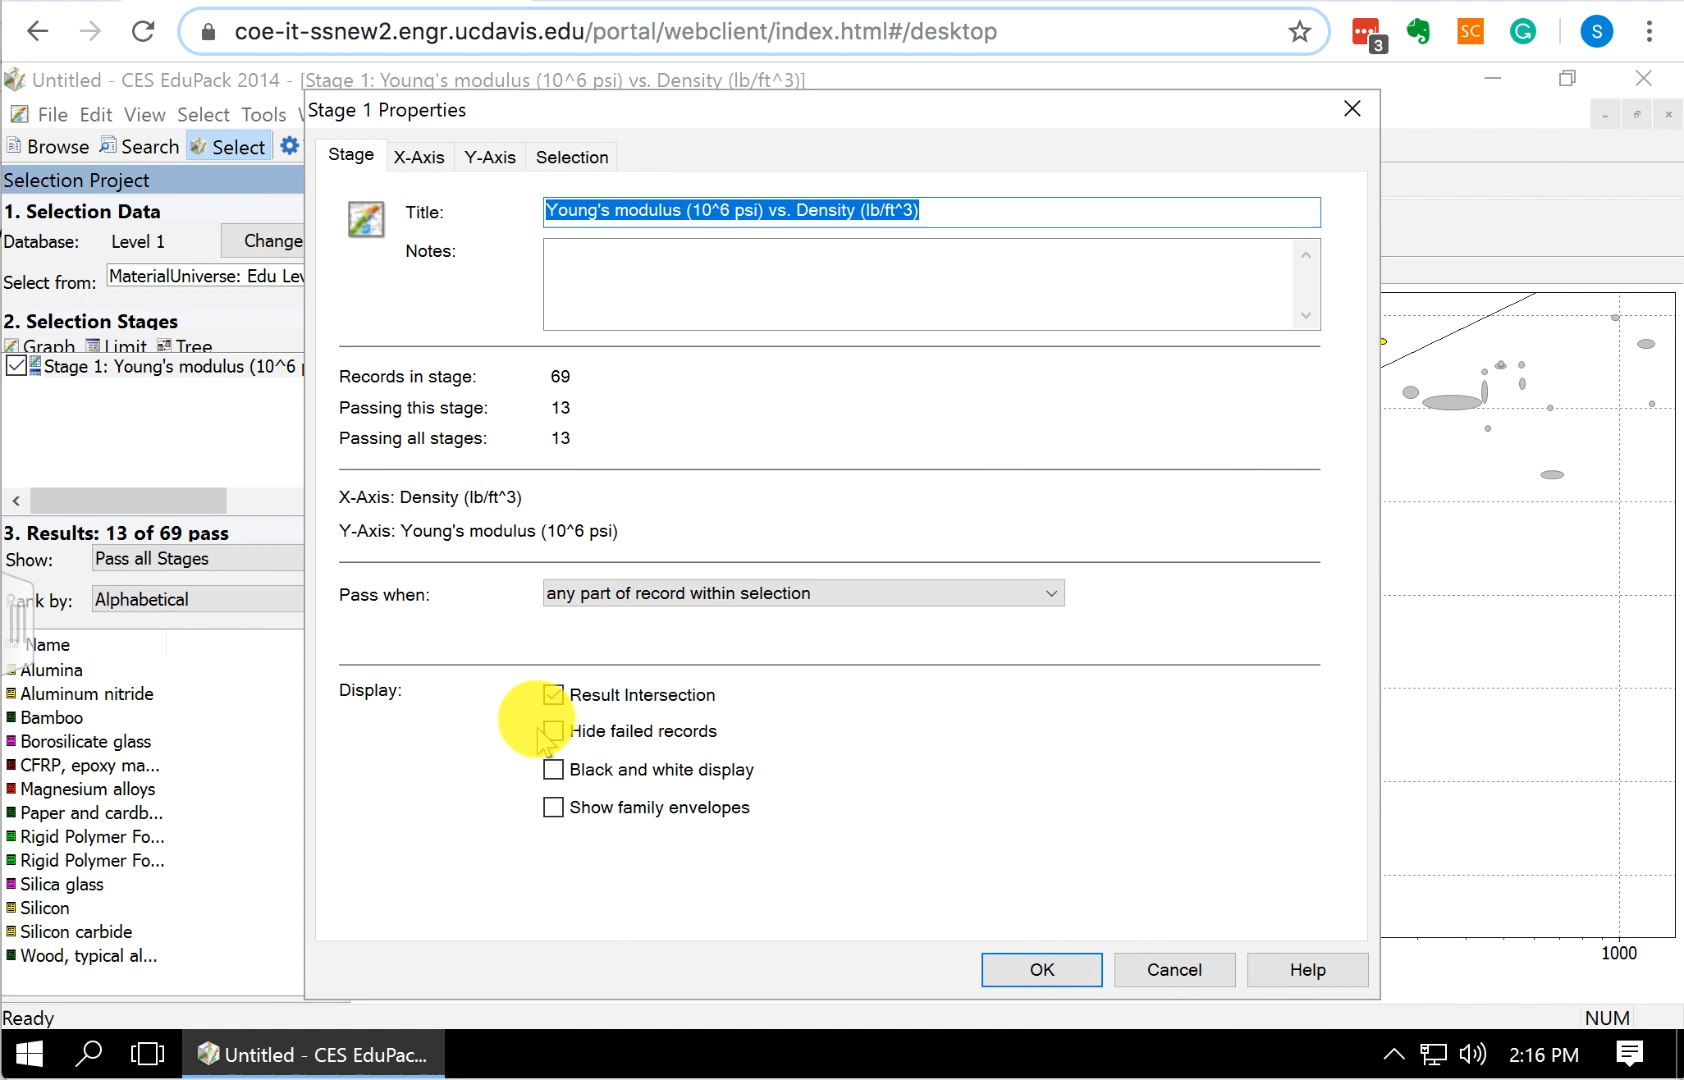 coe-it-ssnew2.engr.ucdavis.edu/portal/webclient/index.html#/desktop
3
SC
G
S
Untitled - CES EduPack 2014 - [Stage 1: Young's modulus (10^6 psi) vs. Density (lb/ft^3)]
File Edit View Select Tools
Stage 1 Properties
Browse Search Select
Stage X-Axis Y-Axis Selection
Selection Project
1. Selection Data
Database: Level 1 Change
Select from: MaterialUniverse: Edu Lev
2. Selection Stages
Graph Limit Tree
Stage 1: Young's modulus (10^6 p
Title: Young's modulus (10^6 psi) vs. Density (lb/ft^3)
Notes:
Records in stage: 69
Passing this stage: 13
Passing all stages: 13
X-Axis: Density (lb/ft^3)
Y-Axis: Young's modulus (10^6 psi)
Pass when: any part of record within selection
Display: Result Intersection
Hide failed records
Black and white display
Show family envelopes
OK Cancel Help
3. Results: 13 of 69 pass
Show: Pass all Stages
Rank by: Alphabetical
Name
Alumina
Aluminum nitride
Bamboo
Borosilicate glass
CFRP, epoxy ma...
Magnesium alloys
Paper and cardb...
Rigid Polymer Fo...
Rigid Polymer Fo...
Silica glass
Silicon
Silicon carbide
Wood, typical al...
1000
Ready
NUM
Untitled - CES EduPac...
2:16 PM